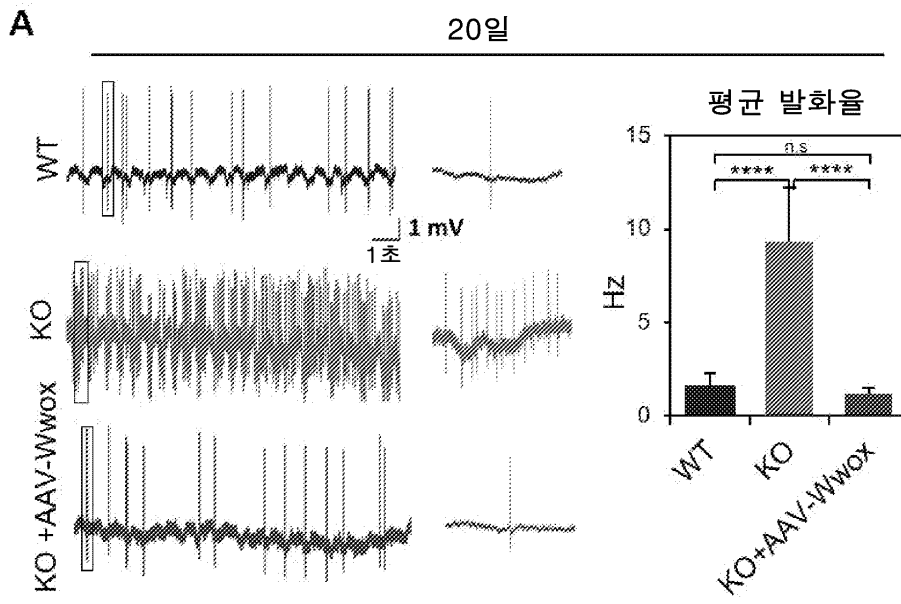 A
20일
WT
1 mV
1초
KO
KO +AAV-Wwox
평균 발화율
15
n.s
**** ****
10
Hz
5
0
WT
KO
KO+AAV-Wwox